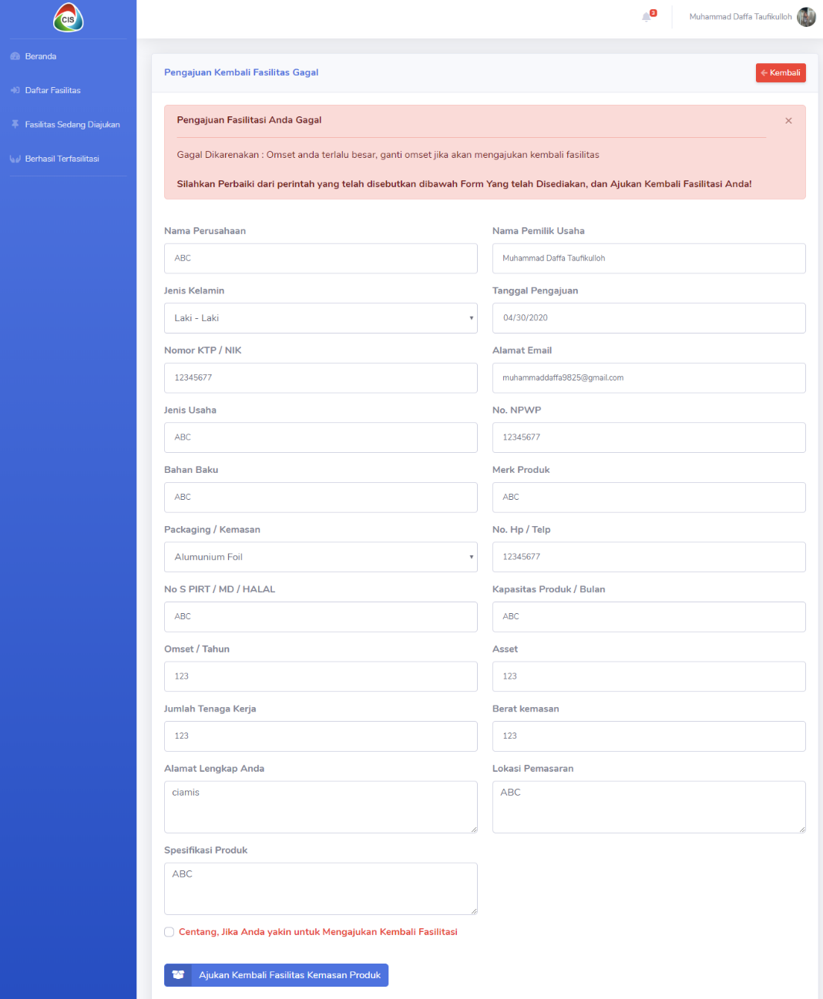 CIS
3
Muhammad Daffa Taufikulloh
Beranda
Daftar Fasilitas
Fasilitas Sedang Diajukan
Berhasil Terfasilitasi
Pengajuan Kembali Fasilitas Gagal
Kembali
Pengajuan Fasilitasi Anda Gagal
×
Gagal Dikarenakan : Omset anda terlalu besar, ganti omset jika akan mengajukan kembali fasilitas
Silahkan Perbaiki dari perintah yang telah disebutkan dibawah Form Yang telah Disediakan, dan Ajukan Kembali Fasilitasi Anda!
Nama Perusahaan
ABC
Nama Pemilik Usaha
Muhammad Daffa Taufikulloh
Jenis Kelamin
Laki - Laki
Tanggal Pengajuan
04/30/2020
Nomor KTP / NIK
12345677
Alamat Email
muhammaddaffa9825@gmail.com
Jenis Usaha
ABC
No. NPWP
12345677
Bahan Baku
ABC
Merk Produk
ABC
Packaging / Kemasan
Alumunium Foil
No. Hp / Telp
12345677
No S PIRT / MD / HALAL
ABC
Kapasitas Produk / Bulan
ABC
Omset / Tahun
123
Asset
123
Jumlah Tenaga Kerja
123
Berat kemasan
123
Alamat Lengkap Anda
ciamis
Lokasi Pemasaran
ABC
Spesifikasi Produk
ABC
Centang, Jika Anda yakin untuk Mengajukan Kembali Fasilitasi
Ajukan Kembali Fasilitas Kemasan Produk